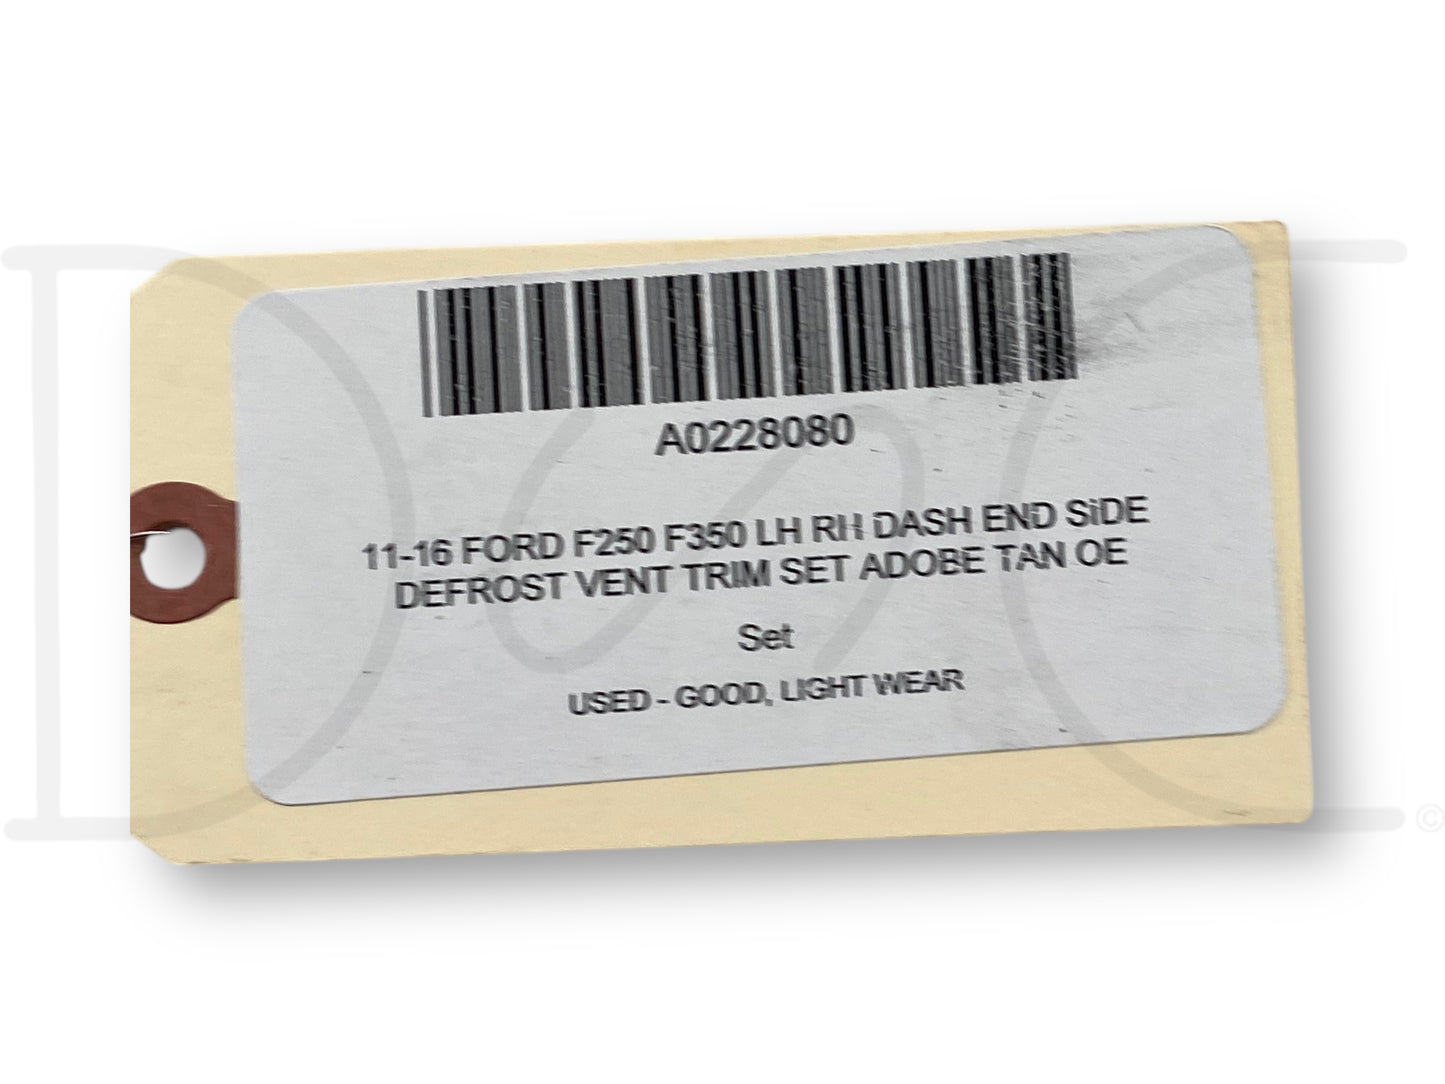 A0228080
11-16 FORD F250 F350 LH RH DASH END SIDE
DEFROST VENT TRIM SET ADOBE TAN OE
Set
USED - GOOD, LIGHT WEAR
©